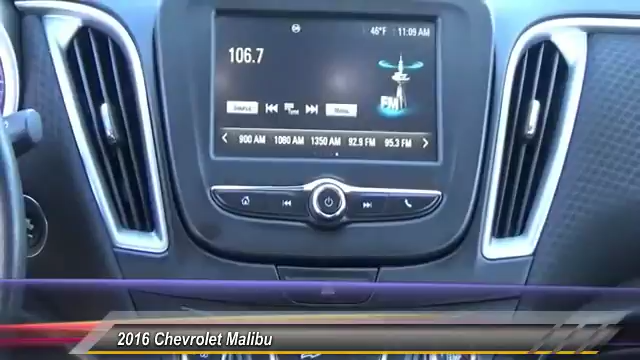 46°F 11:09 AM
106.7
FM
900 AM 1080 AM 1350 AM 92.9 FM 95.3 FM
2016 Chevrolet Malibu